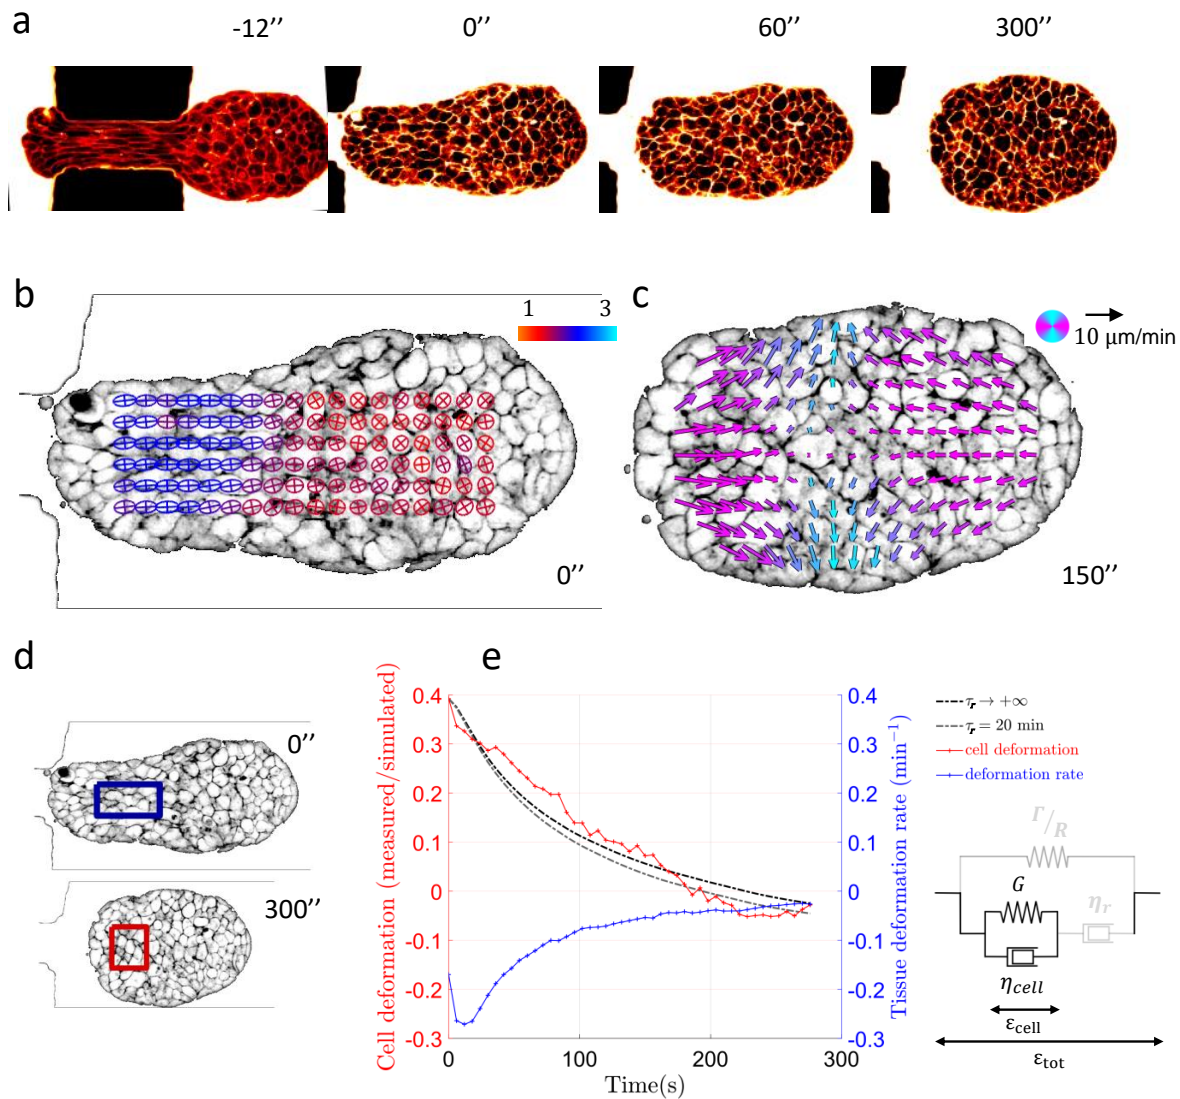 a
-12’’
0’’
60’’
300’’
b
1 3
0’’
c
10 μm/min
150’’
d
0’’
300’’
e
Cell deformation (measured/simulated)
0.4
0.3
0.2
0.1
0
-0.1
-0.2
-0.3
0 100 200 300
Time(s)
0.4
0.3
0.2
0.1
0
-0.1
-0.2
-0.3
Tissue deformation rate (min⁻¹)
τᵣ → +∞
τᵣ = 20 min
cell deformation
deformation rate
Γ/R
G
ηᵣ
η_cell
ε_cell
ε_tot